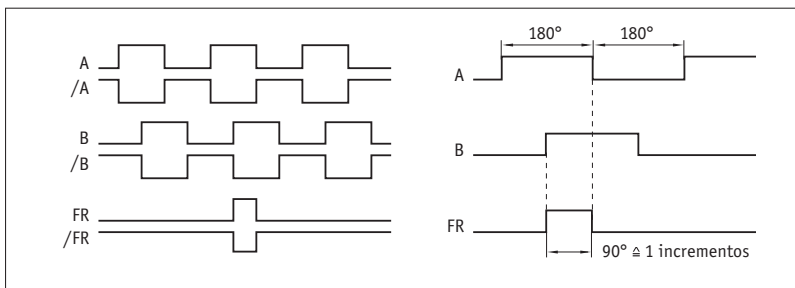 A
/A
B
/B
FR
/FR
180° 180°
A
B
FR
90° ≙ 1 incrementos